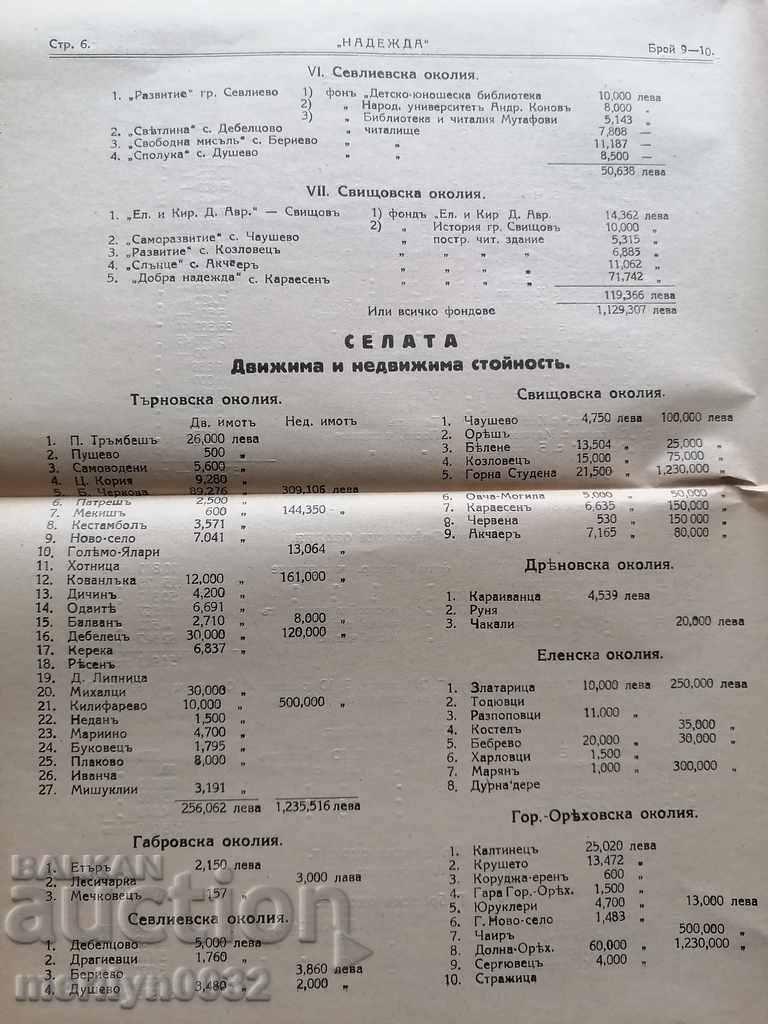 Стр. 6.
„НАДЕЖДА“
Брой 9—10.
VI. Севлиевска околия.
1. „Развитие“ гр. Севлиево 1) фонъ „Детско-юношеска библиотека 10,000 лева
2) „ Народ. университетъ Андр. Коновъ 8,000 „
3) „ Библиотека и читалня Мутафови 5,143 „
2. „Свѣтлина“ с. Дебелцово „ читалище 7,808 —
3. „Свободна мисъль“ с. Бериево „ „ 11,187 —
4. „Сполука“ с. Душево „ „ 8,500 —
50,638 лева
VII. Свищовска околия.
1. „Ел. и Кир. Д. Авр.“ — Свищовъ 1) фондъ „Ел. и Кир Д. Авр. 14,362 лева
2) „ История гр. Свищовъ 10,000 „
2. „Саморазвитие“ с. Чаушево „ постр. чит. здание 5,315 „
3. „Развитие“ с. Козловецъ „ „ „ „ 6,885 „
4. „Слънце“ с. Акчаеръ „ „ „ „ 11,062 „
5. „Добра надежда“ с. Караесенъ „ „ „ „ 71,742 „
119,366 лева
Или всичко фондове 1,129,307 лева
СЕЛАТА
Движима и недвижима стойность.
Търновска околия.
Дв. имотъ Нед. имотъ
1. П. Тръмбешъ 26,000 лева
2. Пушево 500 „
3. Самоводени 5,600 „
4. Ц. Кория 9,280 „
5. Б. Черкова 89,276 „ 309,106 лева
6. Патрешъ 2,500 „
7. Мекишъ 600 „ 144,350 „
8. Кестамболъ 3,571 „
9. Ново-село 7.041 „
10. Голѣмо-Ялари 13,064 „
11. Хотница
12. Кованлъка 12,000 „ 161,000 „
13. Дичинъ 4,200 „
14. Одаитѣ 6,691 „
15. Балванъ 2,710 „ 8,000 „
16. Дебелецъ 30,000 „ 120,000 „
17. Керека 6,837 „
18. Рѣсенъ
19. Д. Липница
20. Михалци 30,000 „
21. Килифарево 10,000 „ 500,000 „
22. Неданъ 1,500 „
23. Мариино 4,700 „
24. Буковецъ 1,795 „
25. Плаково 8,000 „
26. Иванча
27. Мишуклии 3,191 „
256,062 лева 1,235,516 лева
Габровска околия.
1. Етъръ 2,150 лева
2. Лесичарка 3,000 лава
3. Мечковецъ 157 „
Севлиевска околия.
1. Дебелцово 5,000 лева
2. Драгиевци 1,760 „
3. Бериево 3,860 лева
4. Душево 3,480 „ 2,000 „
Свищовска околия.
1. Чаушево 4,750 лева 100,000 лева
2. Орѣшъ
3. Бѣлене 13,504 „ 25,000 „
4. Козловецъ 15,000 „ 75,000 „
5. Горна Студена 21,500 „ 1,230,000 „
6. Овча-Могила 5,000 „ 50,000 „
7. Караесенъ 6,635 „ 150,000 „
8. Червена 530 „ 150 000 „
9. Акчаеръ 7,165 „ 80,000 „
Дрѣновска околия.
1. Караиванца 4,539 лева
2. Руня
3. Чакали 20,000 лева
Еленска околия.
1. Златарица 10,000 лева 250,000 лева
2. Тодювци
3. Разпоповци 11.000 „
4. Костелъ 35,000 „
5. Бебрево 20,000 „ 30,000 „
6. Харловци 1,500 „
7. Марянъ 1,000 „ 300,000 „
8. Дурна'дере
Гор.-Орѣховска околия.
1. Калтинецъ 25,020 лева
2. Крушето 13,472 „
3. Коруджа-еренъ 600 „
4. Гара Гор.-Орѣх. 1,500 „
5. Юруклери 4,700 „ 13,000 лева
6. Г. Ново-село 1,483 „
7. Чаиръ 500,000 „
8. Долна-Орѣх. 60,000 „ 1,230,000 „
9. Сергювецъ 4,000 „
10. Стражица
BALKAN
auction
merhyn0032